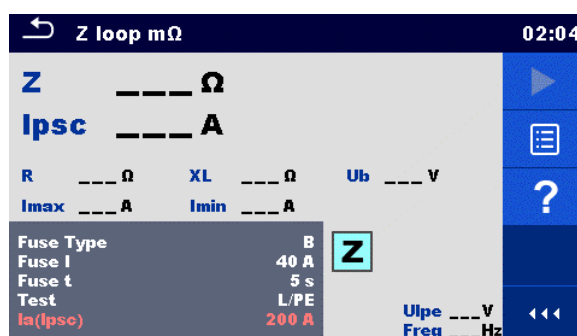 Z loop mΩ 02:04
Z ___ Ω
Ipsc ___ A
R ___ Ω XL ___ Ω Ub ___ V
Imax ___ A Imin ___ A
Fuse Type B
Fuse I 40 A
Fuse t 5 s
Test L/PE
Ia(Ipsc) 200 A
Z
Ulpe ___ V
Freq ___ Hz
?